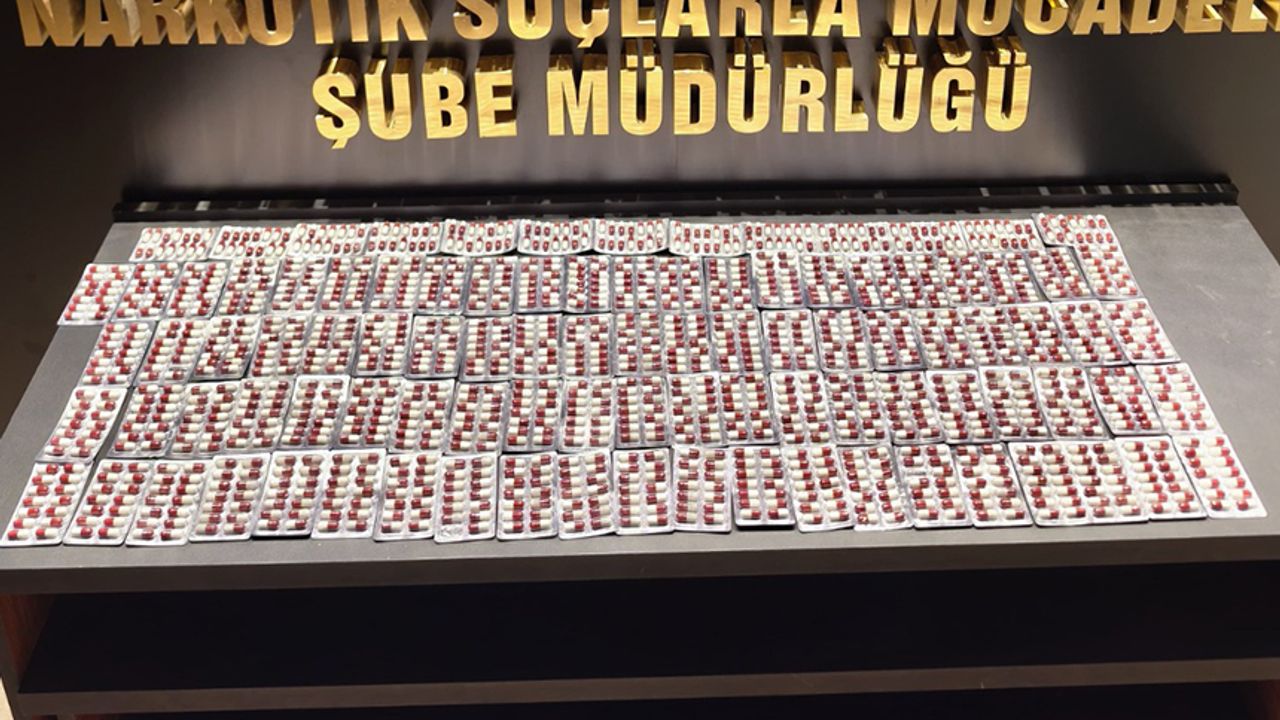 NARKOTİK SUÇLARLA MÜCADELE
ŞUBE MÜDÜRLÜĞÜ